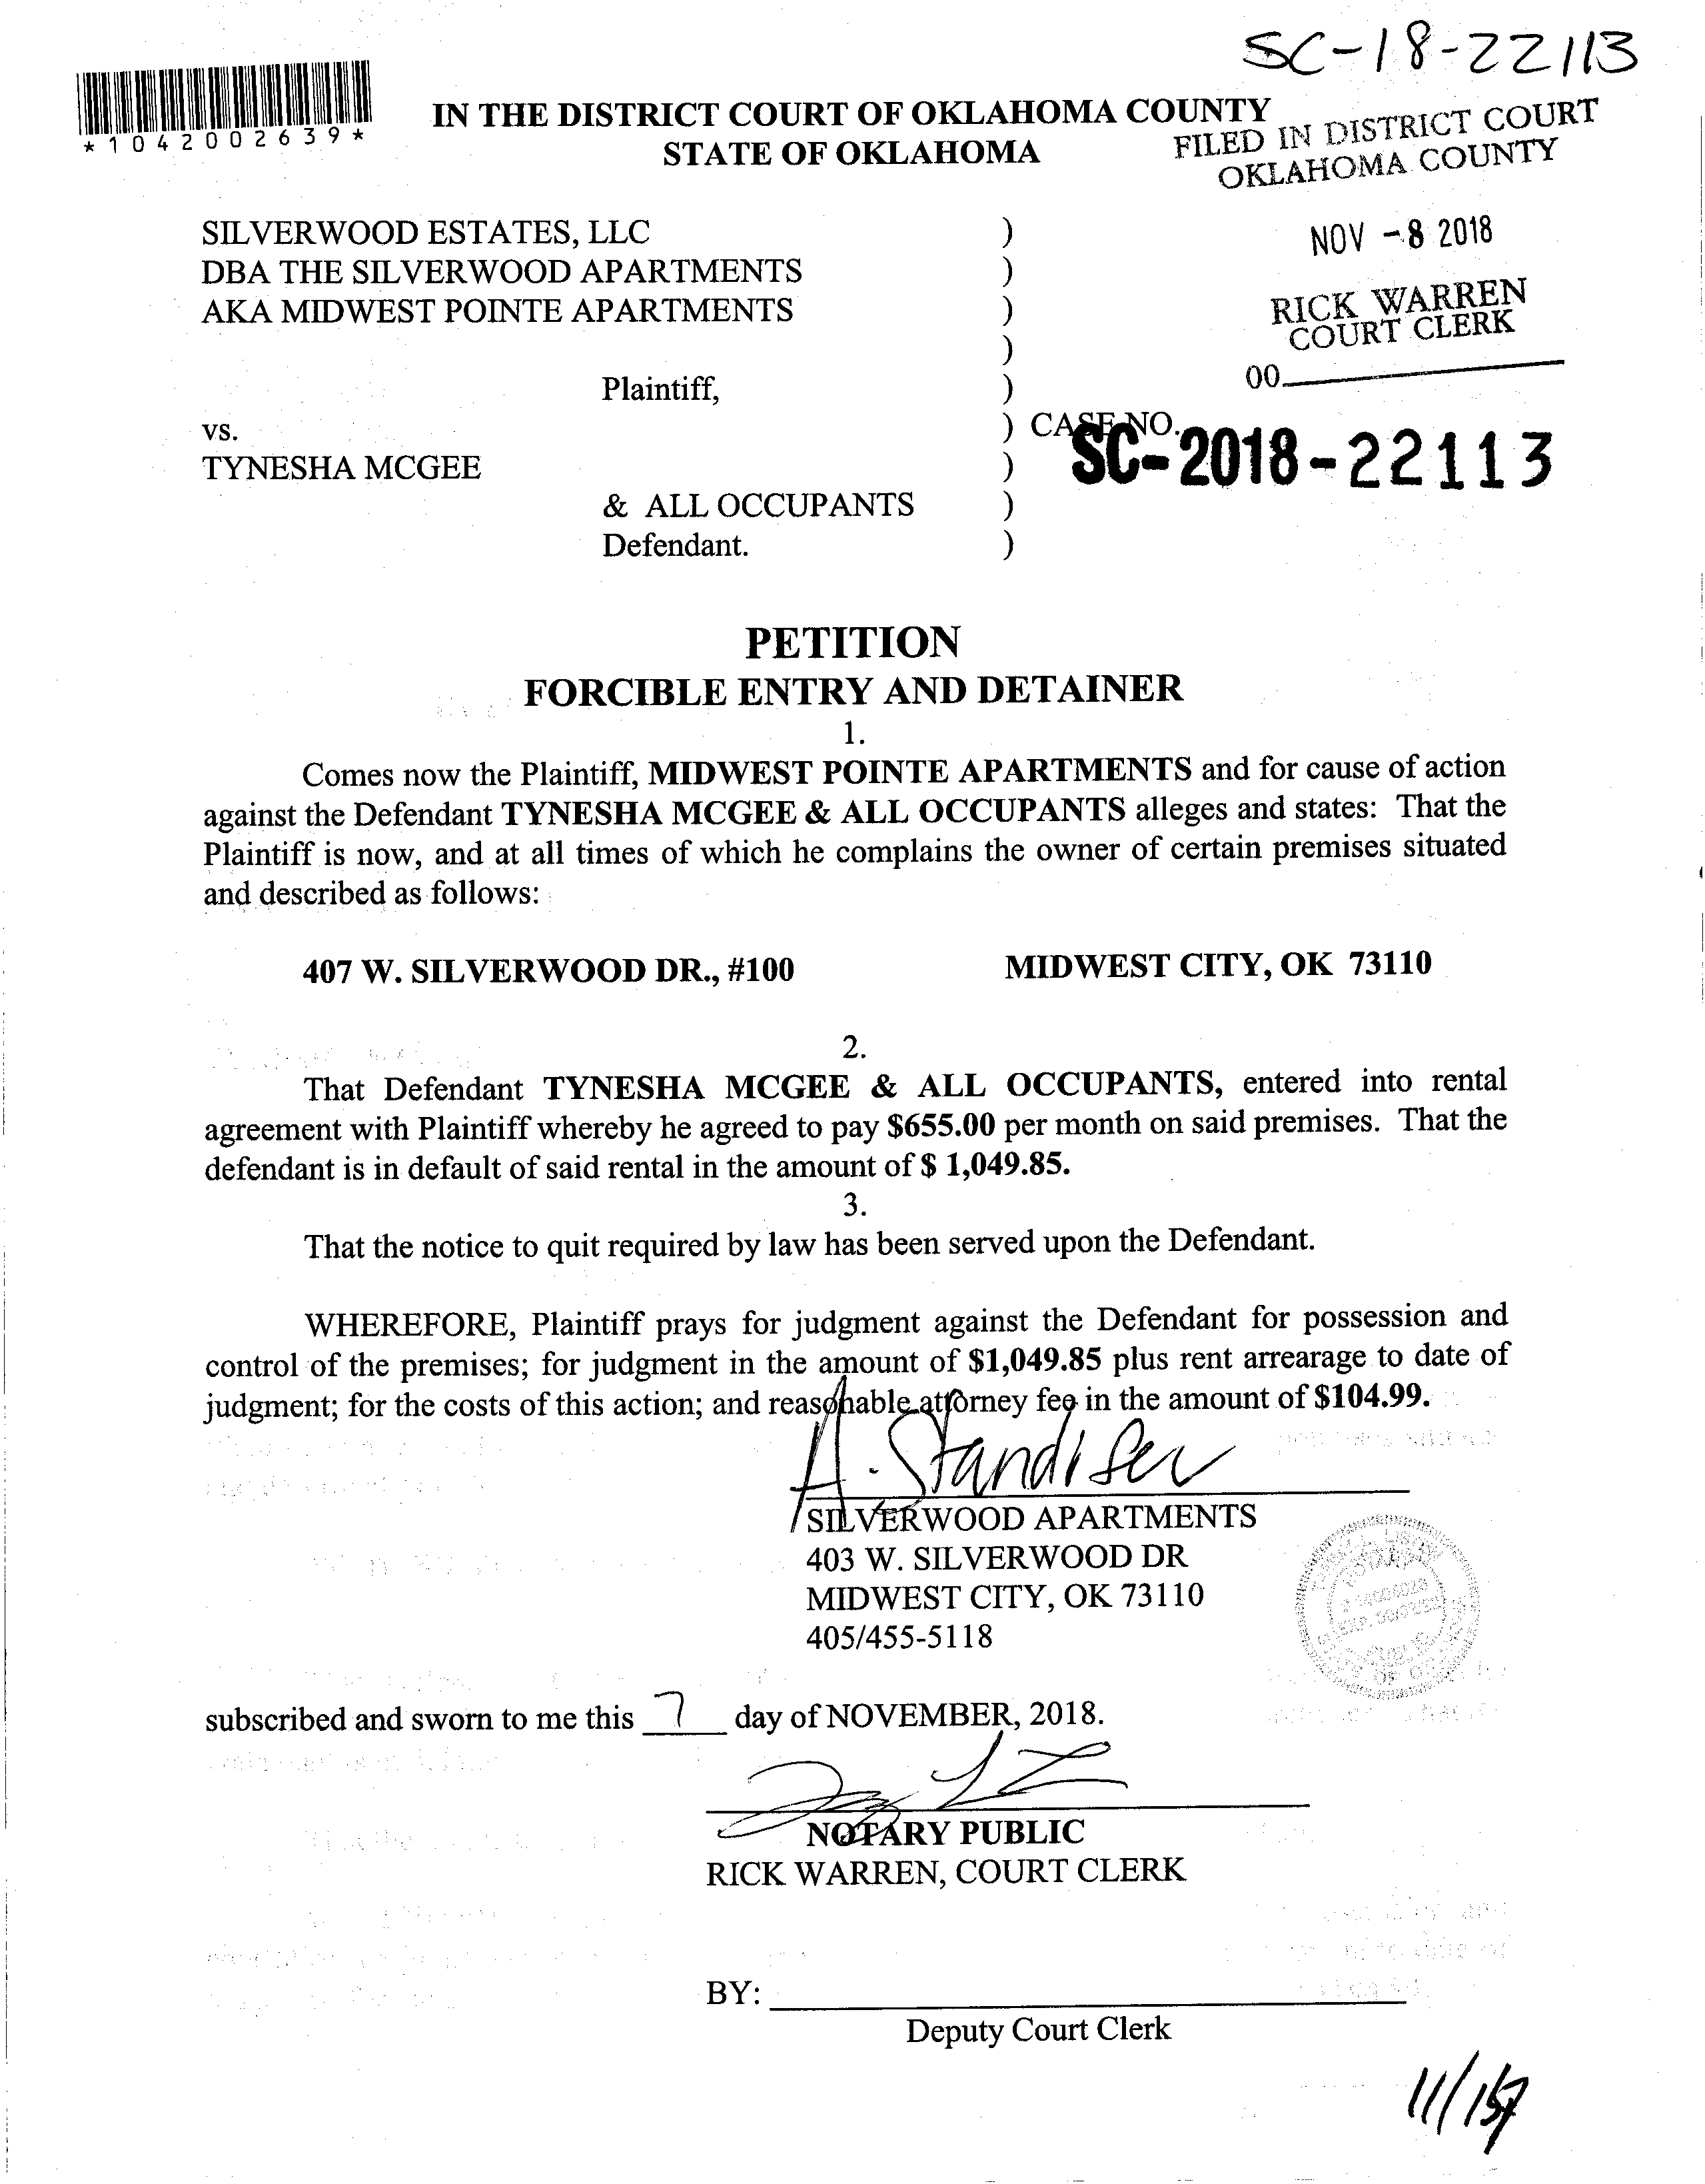 SC-18-22113
*1042002639*
IN THE DISTRICT COURT OF OKLAHOMA COUNTY
STATE OF OKLAHOMA
FILED IN DISTRICT COURT
OKLAHOMA COUNTY
NOV -8 2018
RICK WARREN
COURT CLERK
00
SILVERWOOD ESTATES, LLC )
DBA THE SILVERWOOD APARTMENTS )
AKA MIDWEST POINTE APARTMENTS )
)
Plaintiff, )
vs. ) CASE NO.
SC-2018-22113
TYNESHA MCGEE )
& ALL OCCUPANTS )
Defendant. )
PETITION
FORCIBLE ENTRY AND DETAINER
1.
Comes now the Plaintiff, MIDWEST POINTE APARTMENTS and for cause of action
against the Defendant TYNESHA MCGEE & ALL OCCUPANTS alleges and states: That the
Plaintiff is now, and at all times of which he complains the owner of certain premises situated
and described as follows:
407 W. SILVERWOOD DR., #100 MIDWEST CITY, OK 73110
2.
That Defendant TYNESHA MCGEE & ALL OCCUPANTS, entered into rental
agreement with Plaintiff whereby he agreed to pay $655.00 per month on said premises. That the
defendant is in default of said rental in the amount of $ 1,049.85.
3.
That the notice to quit required by law has been served upon the Defendant.
WHEREFORE, Plaintiff prays for judgment against the Defendant for possession and
control of the premises; for judgment in the amount of $1,049.85 plus rent arrearage to date of
judgment; for the costs of this action; and reasonable attorney fee in the amount of $104.99.
SILVERWOOD APARTMENTS
403 W. SILVERWOOD DR
MIDWEST CITY, OK 73110
405/455-5118
subscribed and sworn to me this 7 day of NOVEMBER, 2018.
NOTARY PUBLIC
RICK WARREN, COURT CLERK
BY:
Deputy Court Clerk